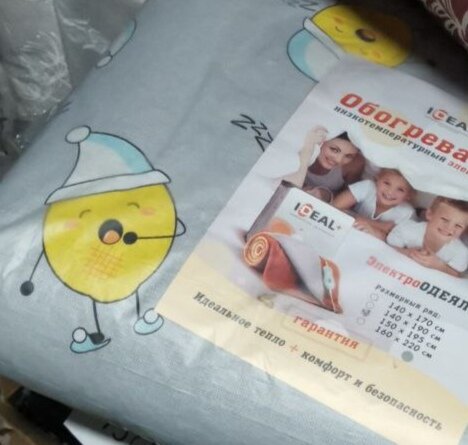 IDEAL
Обогрева
низкотемпературный элек
IDEAL+
ЭлектроОДЕЯЛ
Размерный ряд:
140 x 170 см
140 x 190 см
150 x 195 см
160 x 220 см
гарантия
Идеальное тепло + комфорт и безопасность